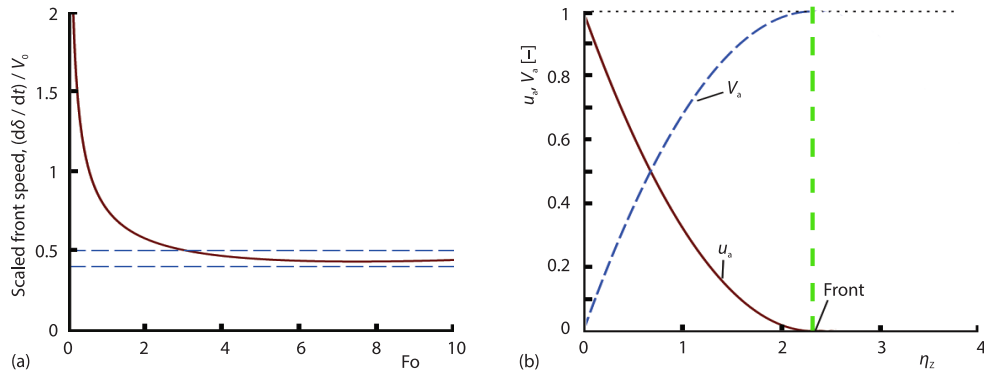 Scaled front speed, (dδ / dt) / V₀
2
1.5
1
0.5
0
0 2 4 6 8 10
Fo
(a)
uₐ, Vₐ [–]
1
0.8
0.6
0.4
0.2
0
Vₐ
uₐ
Front
0 1 2 3 4
η_z
(b)